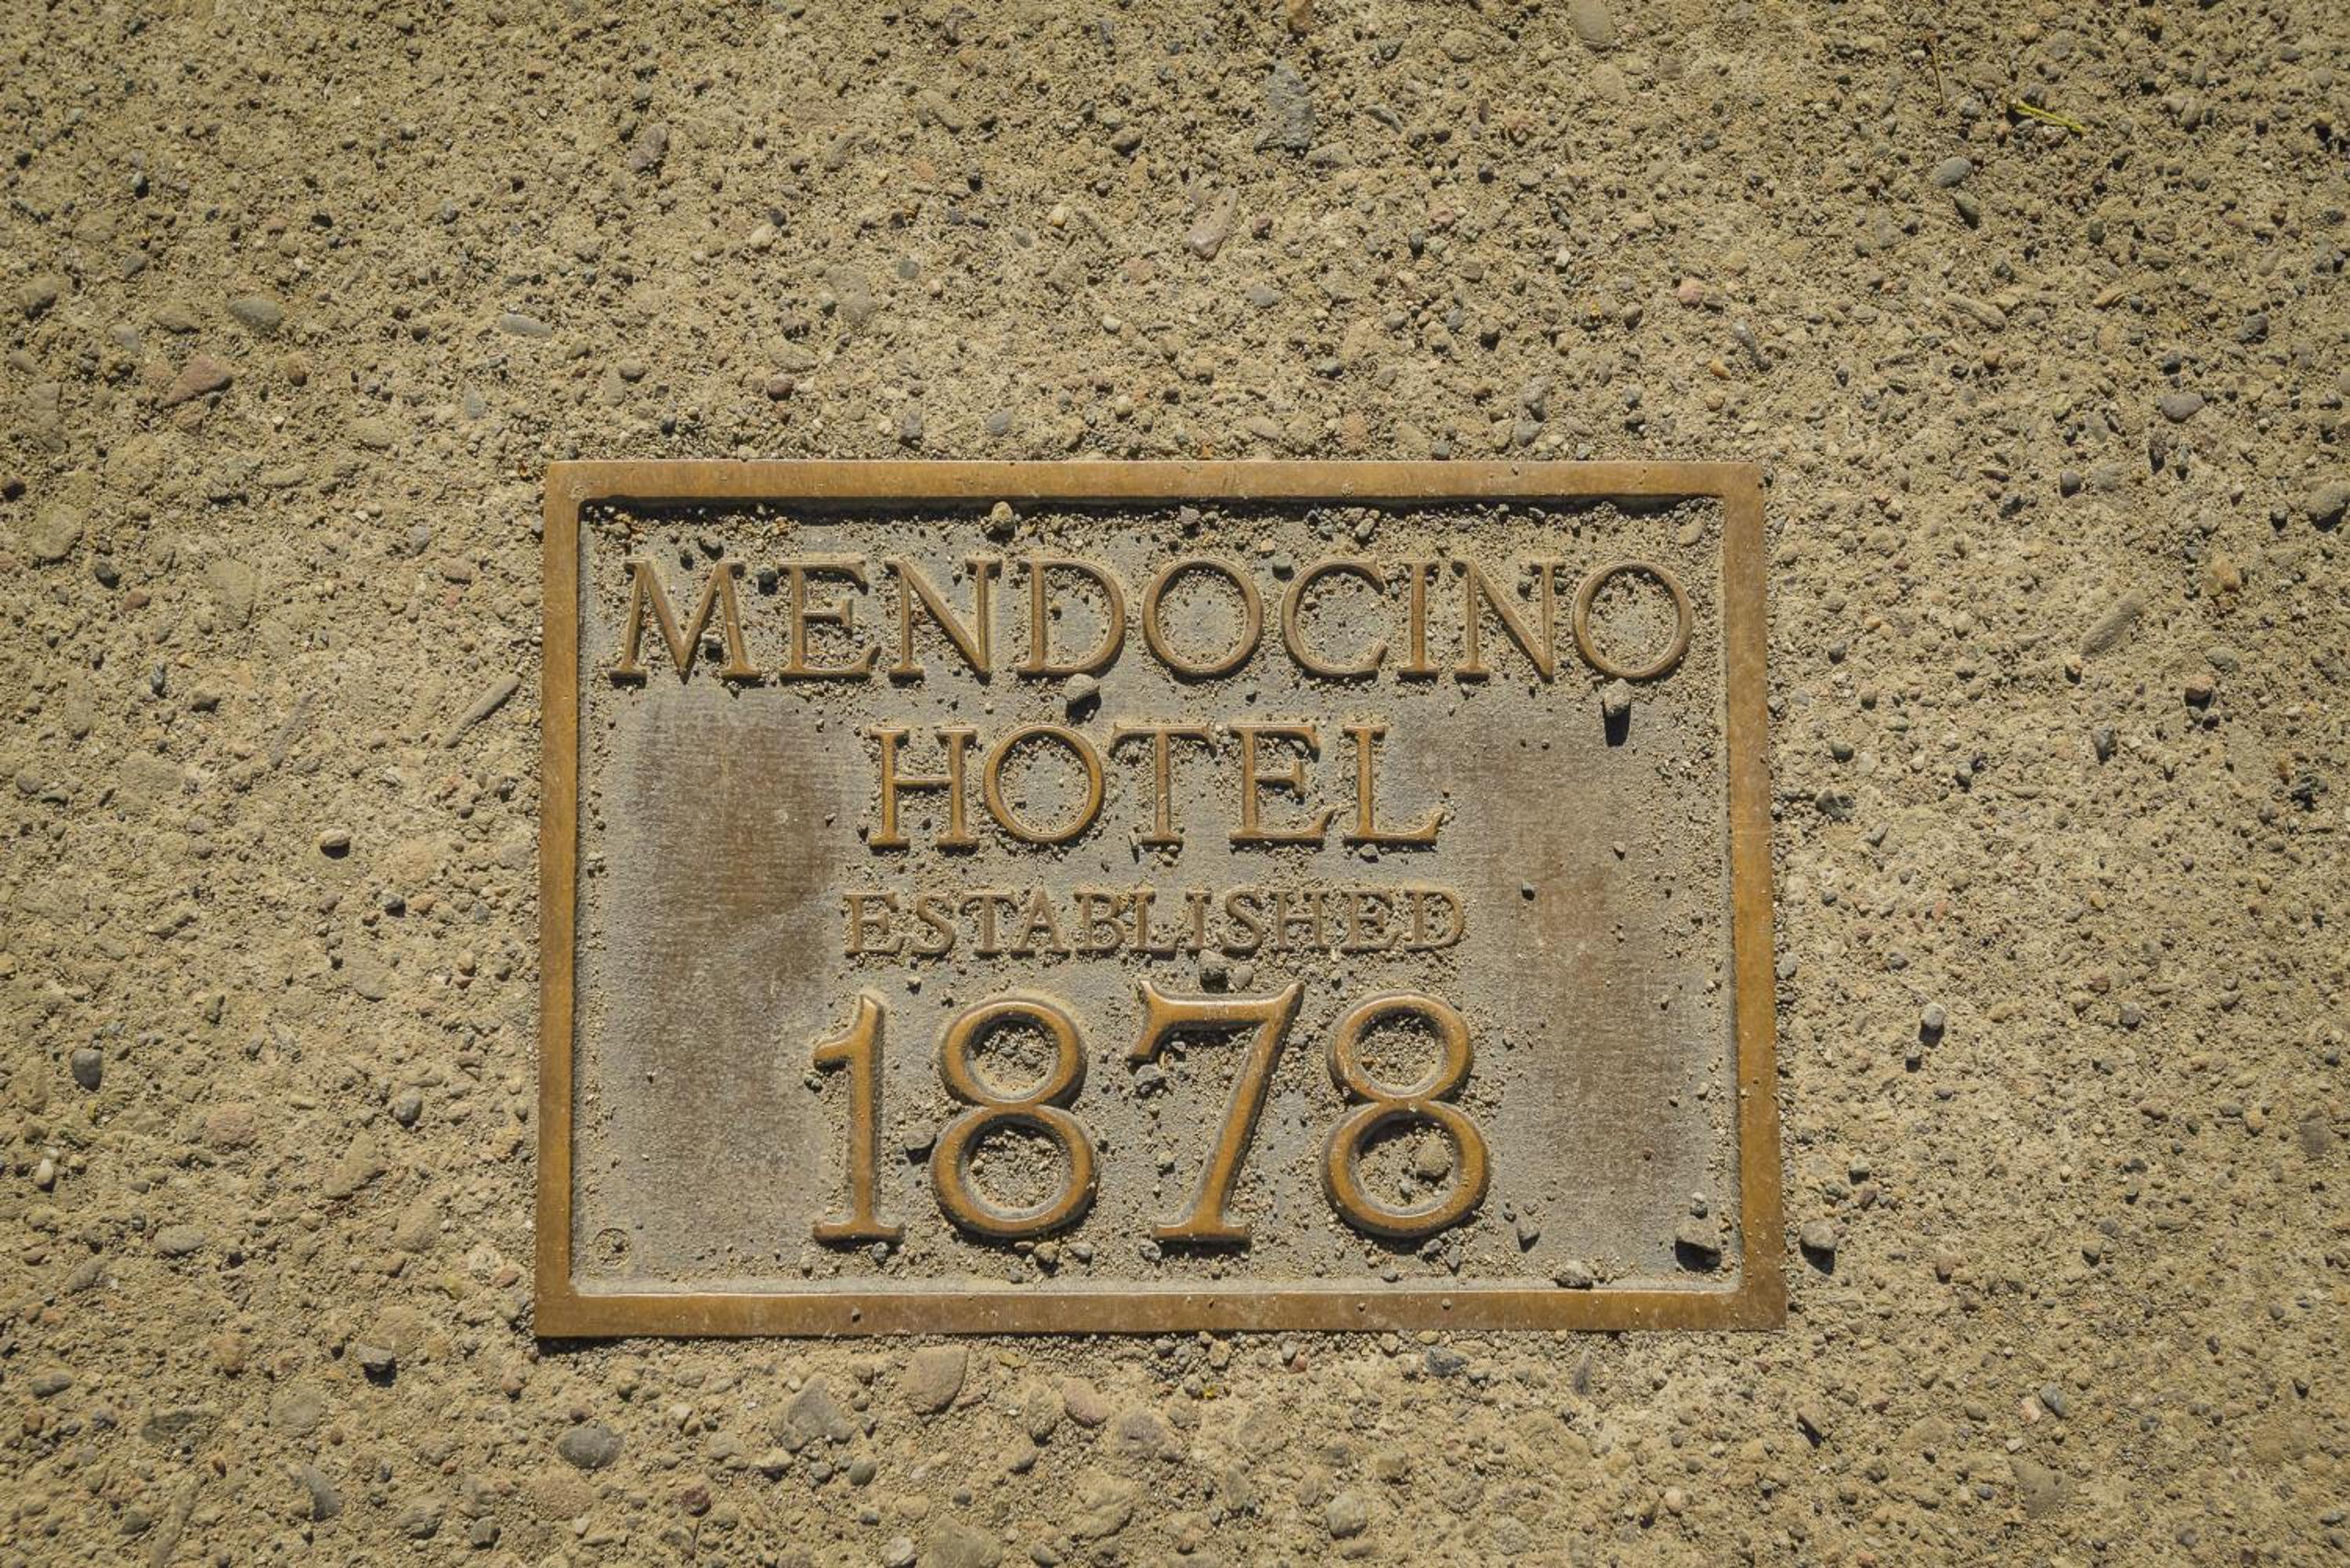 MENDOCINO
HOTEL
ESTABLISHED
1878